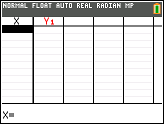 NORMAL FLOAT AUTO REAL RADIAN MP
X Y1
X=